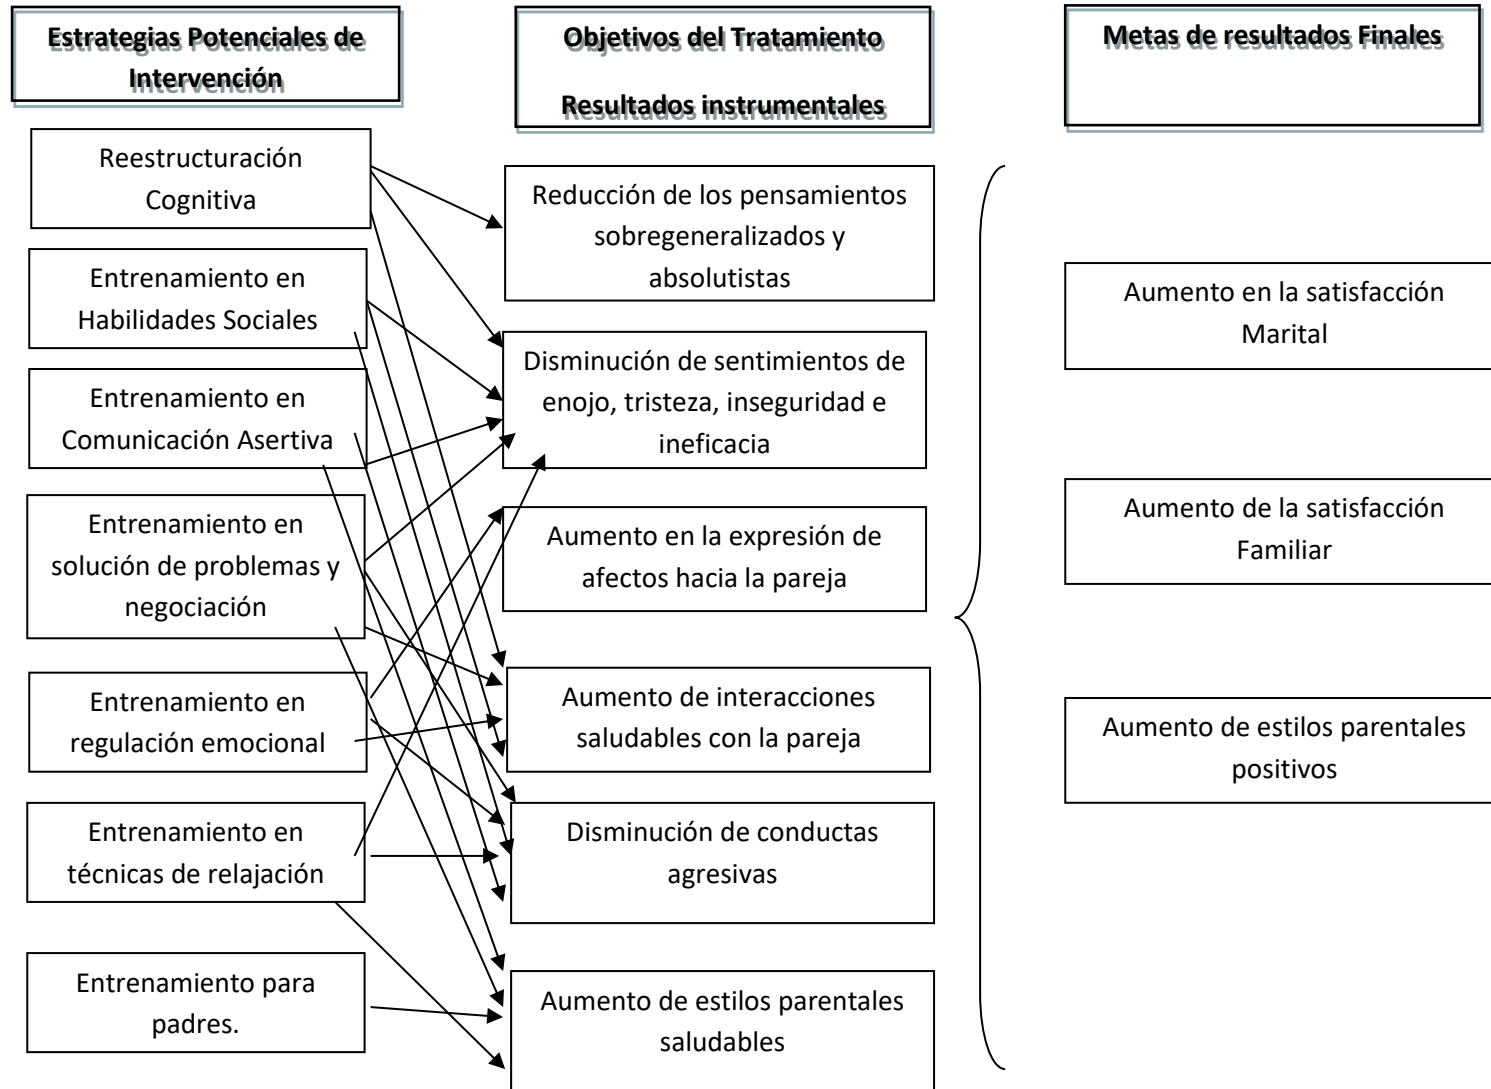 Estrategias Potenciales de
Intervención
Objetivos del Tratamiento
Resultados instrumentales
Metas de resultados Finales
Reestructuración
Cognitiva
Entrenamiento en
Habilidades Sociales
Entrenamiento en
Comunicación Asertiva
Entrenamiento en
solución de problemas y
negociación
Entrenamiento en
regulación emocional
Entrenamiento en
técnicas de relajación
Entrenamiento para
padres.
Reducción de los pensamientos
sobregeneralizados y
absolutistas
Disminución de sentimientos de
enojo, tristeza, inseguridad e
ineficacia
Aumento en la expresión de
afectos hacia la pareja
Aumento de interacciones
saludables con la pareja
Disminución de conductas
agresivas
Aumento de estilos parentales
saludables
Aumento en la satisfacción
Marital
Aumento de la satisfacción
Familiar
Aumento de estilos parentales
positivos